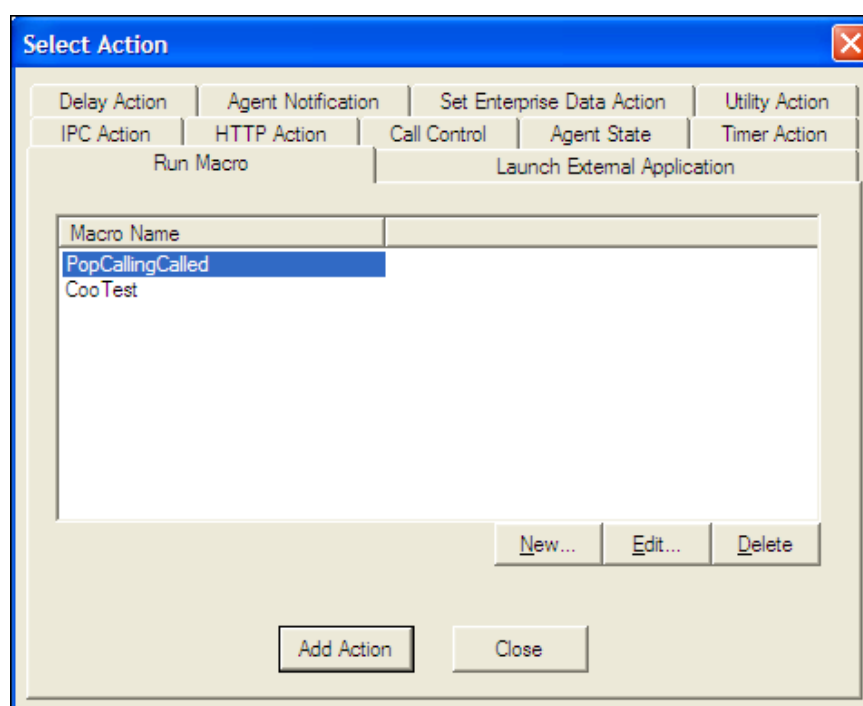 Select Action
Delay Action Agent Notification Set Enterprise Data Action Utility Action
IPC Action HTTP Action Call Control Agent State Timer Action
Run Macro Launch External Application
Macro Name
PopCallingCalled
CooTest
New... Edit... Delete
Add Action Close